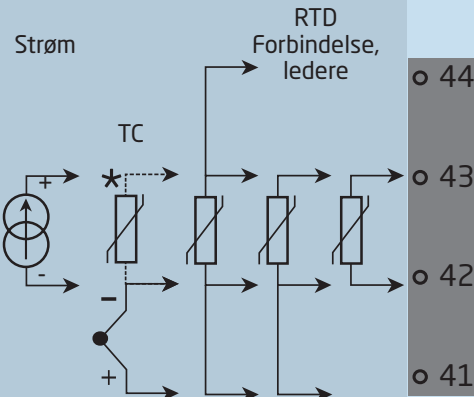 RTD
Strøm
Forbindelse,
ledere
44
TC
*
43
+
42
-
–
41
+